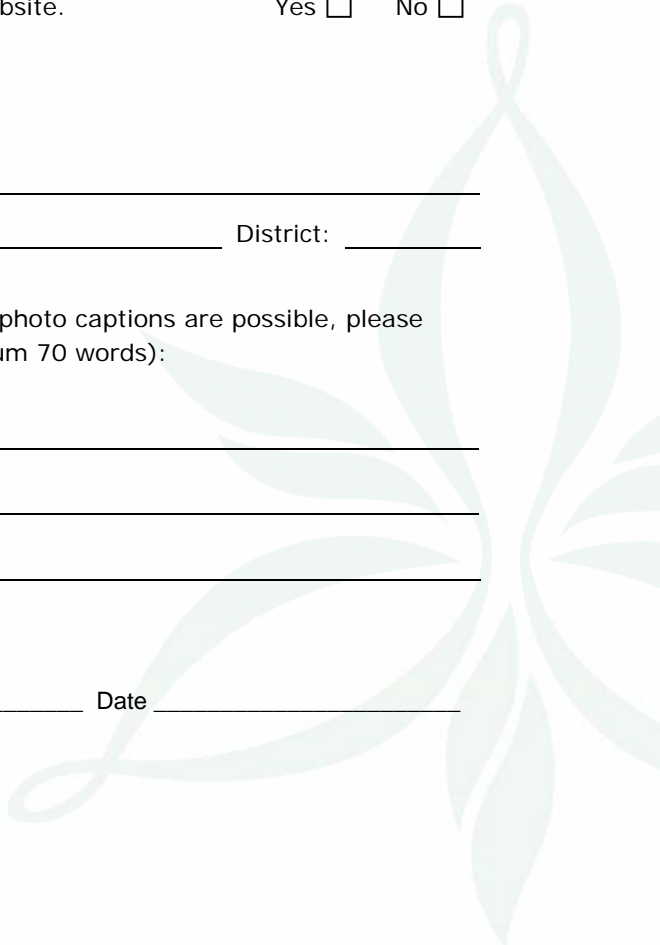 bsite. Yes No
District:
photo captions are possible, please
um 70 words):
Date